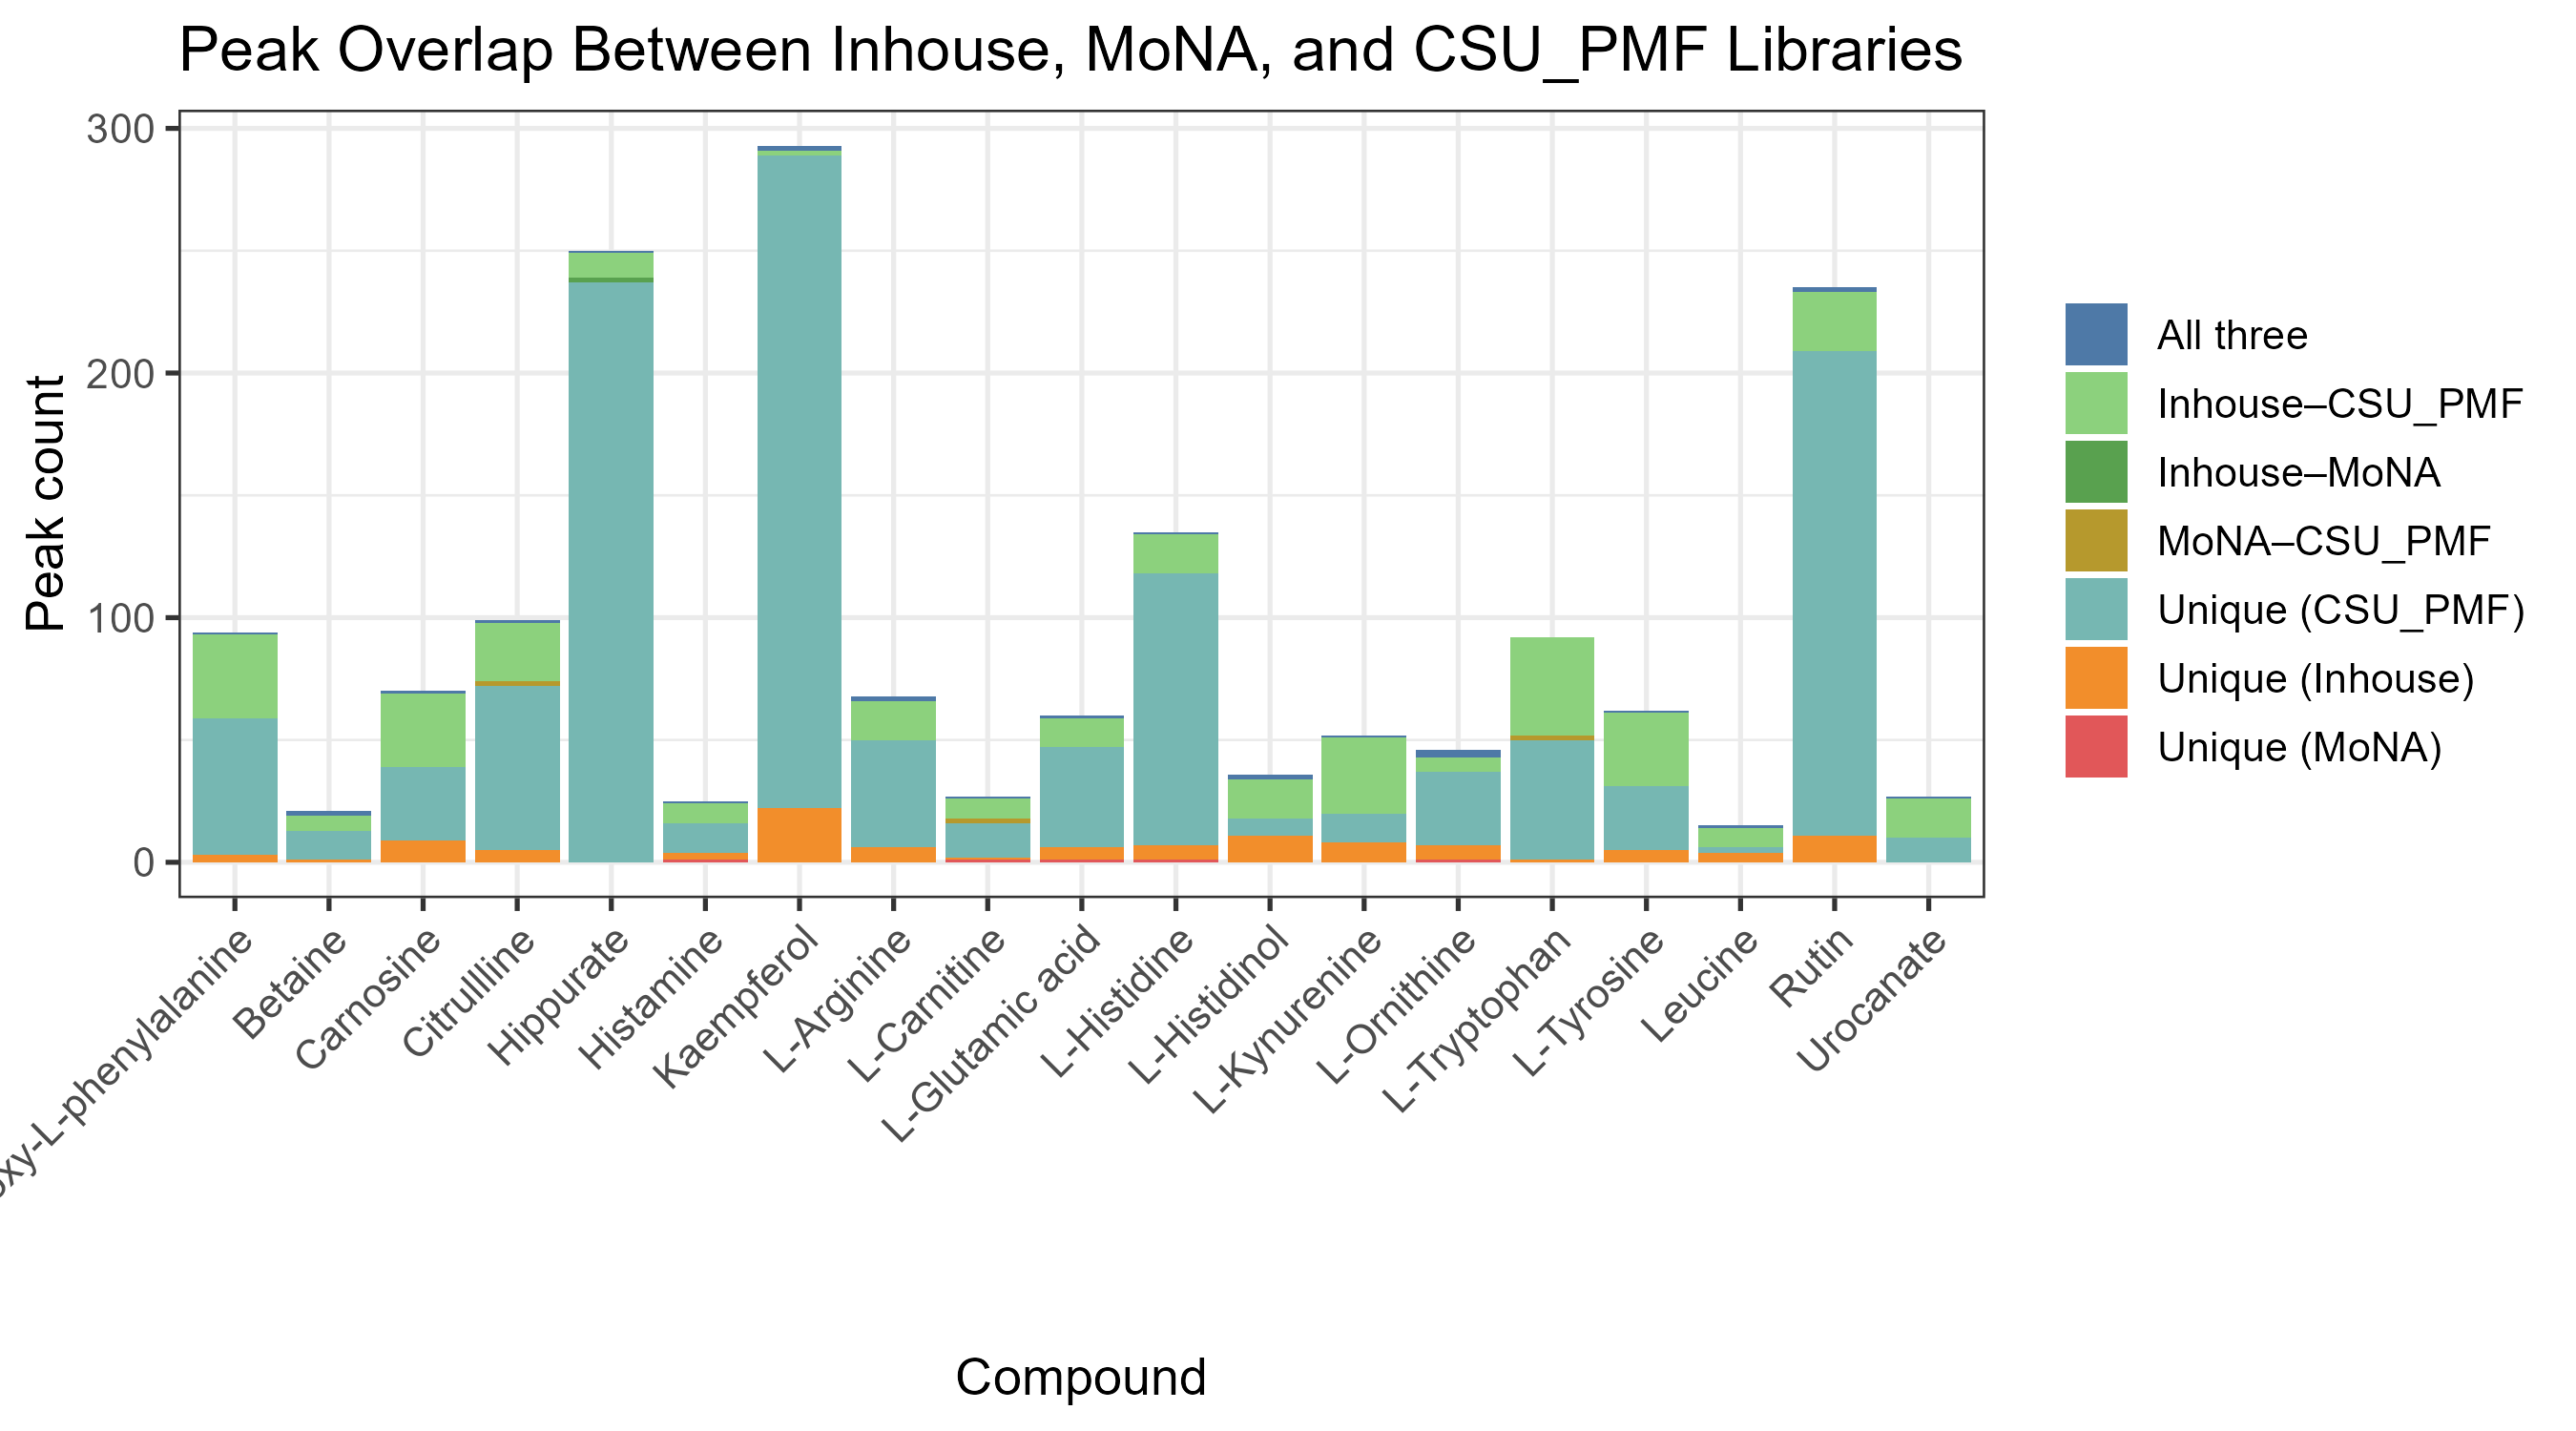 Peak Overlap Between Inhouse, MoNA, and CSU_PMF Libraries
Peak count
300
200
100
0
xy-L-phenylalanine
Betaine
Carnosine
Citrullline
Hippurate
Histamine
Kaempferol
L-Arginine
L-Carnitine
L-Glutamic acid
L-Histidine
L-Histidinol
L-Kynurenine
L-Ornithine
L-Tryptophan
L-Tyrosine
Leucine
Rutin
Urocanate
Compound
All three
Inhouse–CSU_PMF
Inhouse–MoNA
MoNA–CSU_PMF
Unique (CSU_PMF)
Unique (Inhouse)
Unique (MoNA)